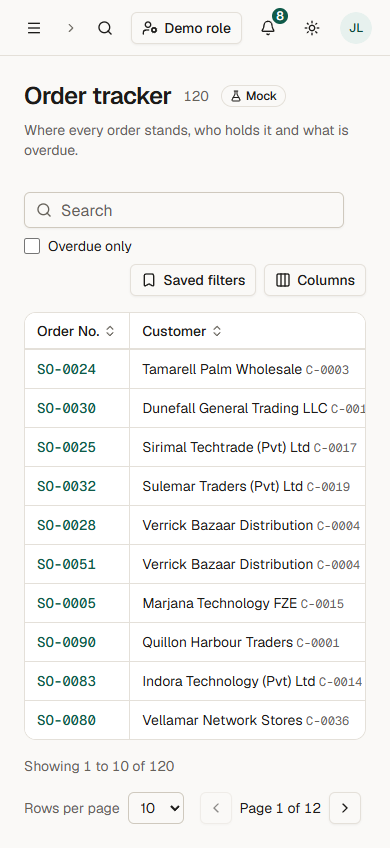 Demo role
8
JL
Order tracker 120 Mock
Where every order stands, who holds it and what is
overdue.
Search
Overdue only
Saved filters Columns
Order No. Customer
SO-0024 Tamarell Palm Wholesale C-0003
SO-0030 Dunefall General Trading LLC C-001
SO-0025 Sirimal Techtrade (Pvt) Ltd C-0017
SO-0032 Sulemar Traders (Pvt) Ltd C-0019
SO-0028 Verrick Bazaar Distribution C-0004
SO-0051 Verrick Bazaar Distribution C-0004
SO-0005 Marjana Technology FZE C-0015
SO-0090 Quillon Harbour Traders C-0001
SO-0083 Indora Technology (Pvt) Ltd C-0014
SO-0080 Vellamar Network Stores C-0036
Showing 1 to 10 of 120
Rows per page 10 Page 1 of 12